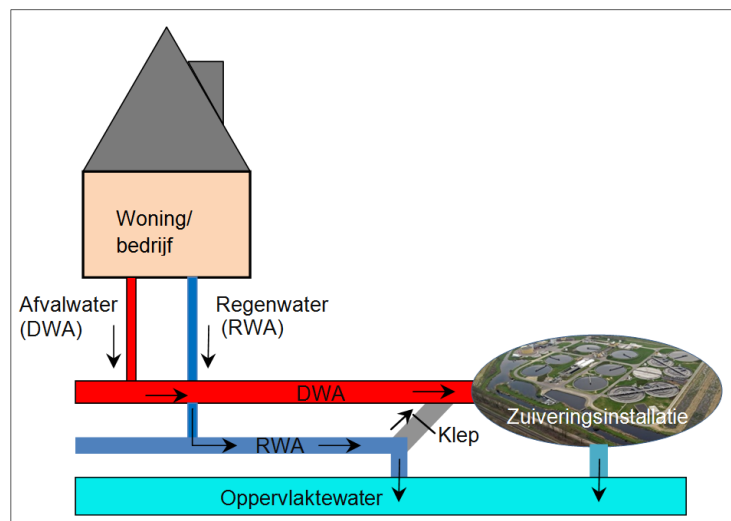 Woning/
bedrijf
Afvalwater
(DWA)
Regenwater
(RWA)
DWA
Zuiveringsinstallatie
Klep
RWA
Oppervlaktewater